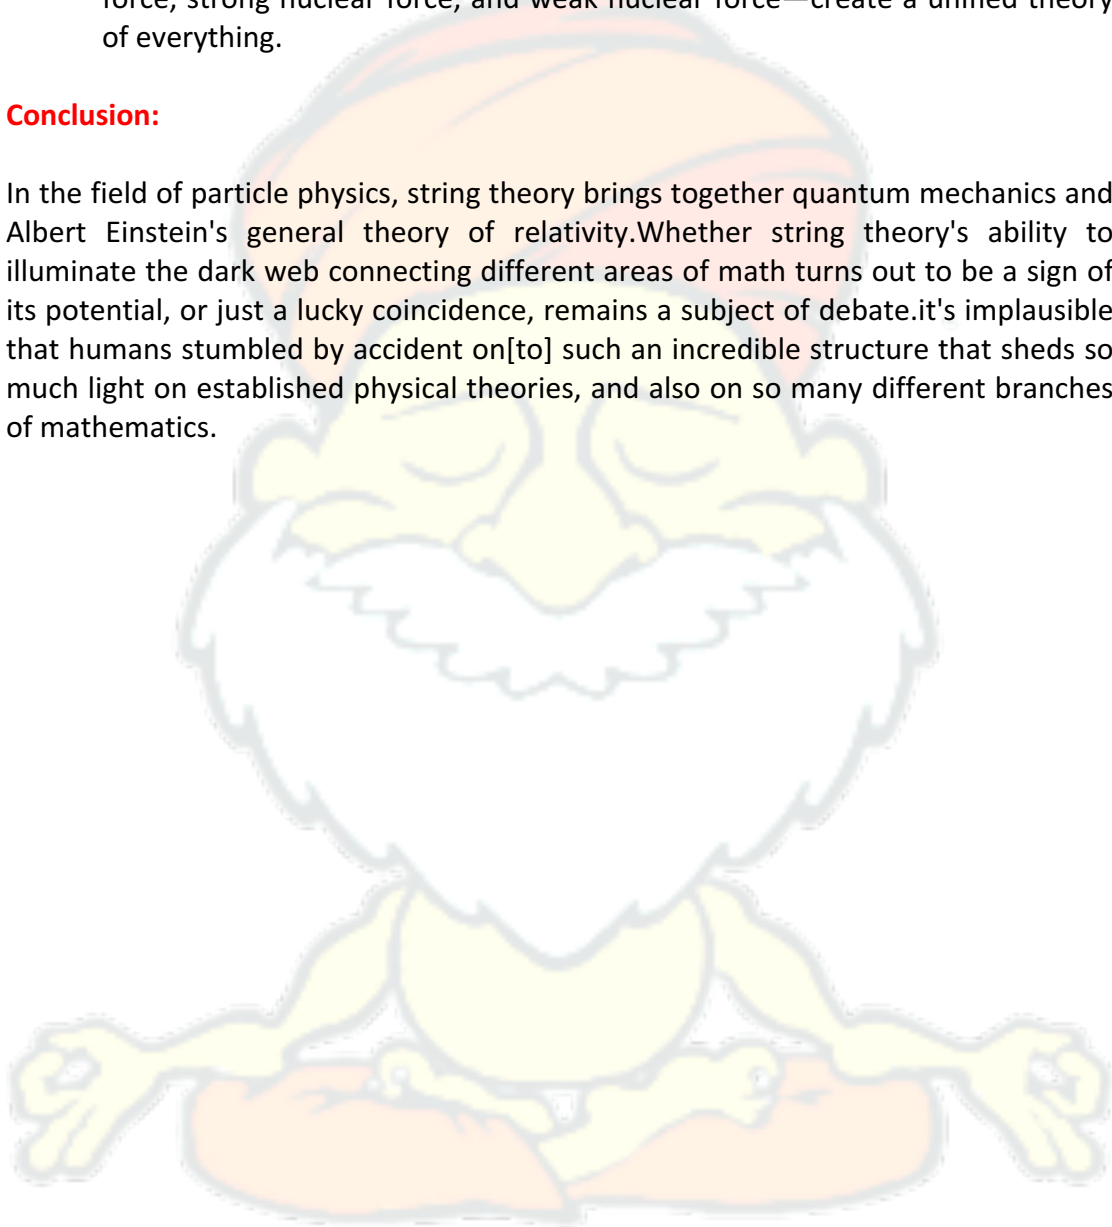 force, strong nuclear force, and weak nuclear force—create a unified theory
of everything.
Conclusion:
In the field of particle physics, string theory brings together quantum mechanics and
Albert Einstein's general theory of relativity.Whether string theory's ability to
illuminate the dark web connecting different areas of math turns out to be a sign of
its potential, or just a lucky coincidence, remains a subject of debate.it's implausible
that humans stumbled by accident on[to] such an incredible structure that sheds so
much light on established physical theories, and also on so many different branches
of mathematics.